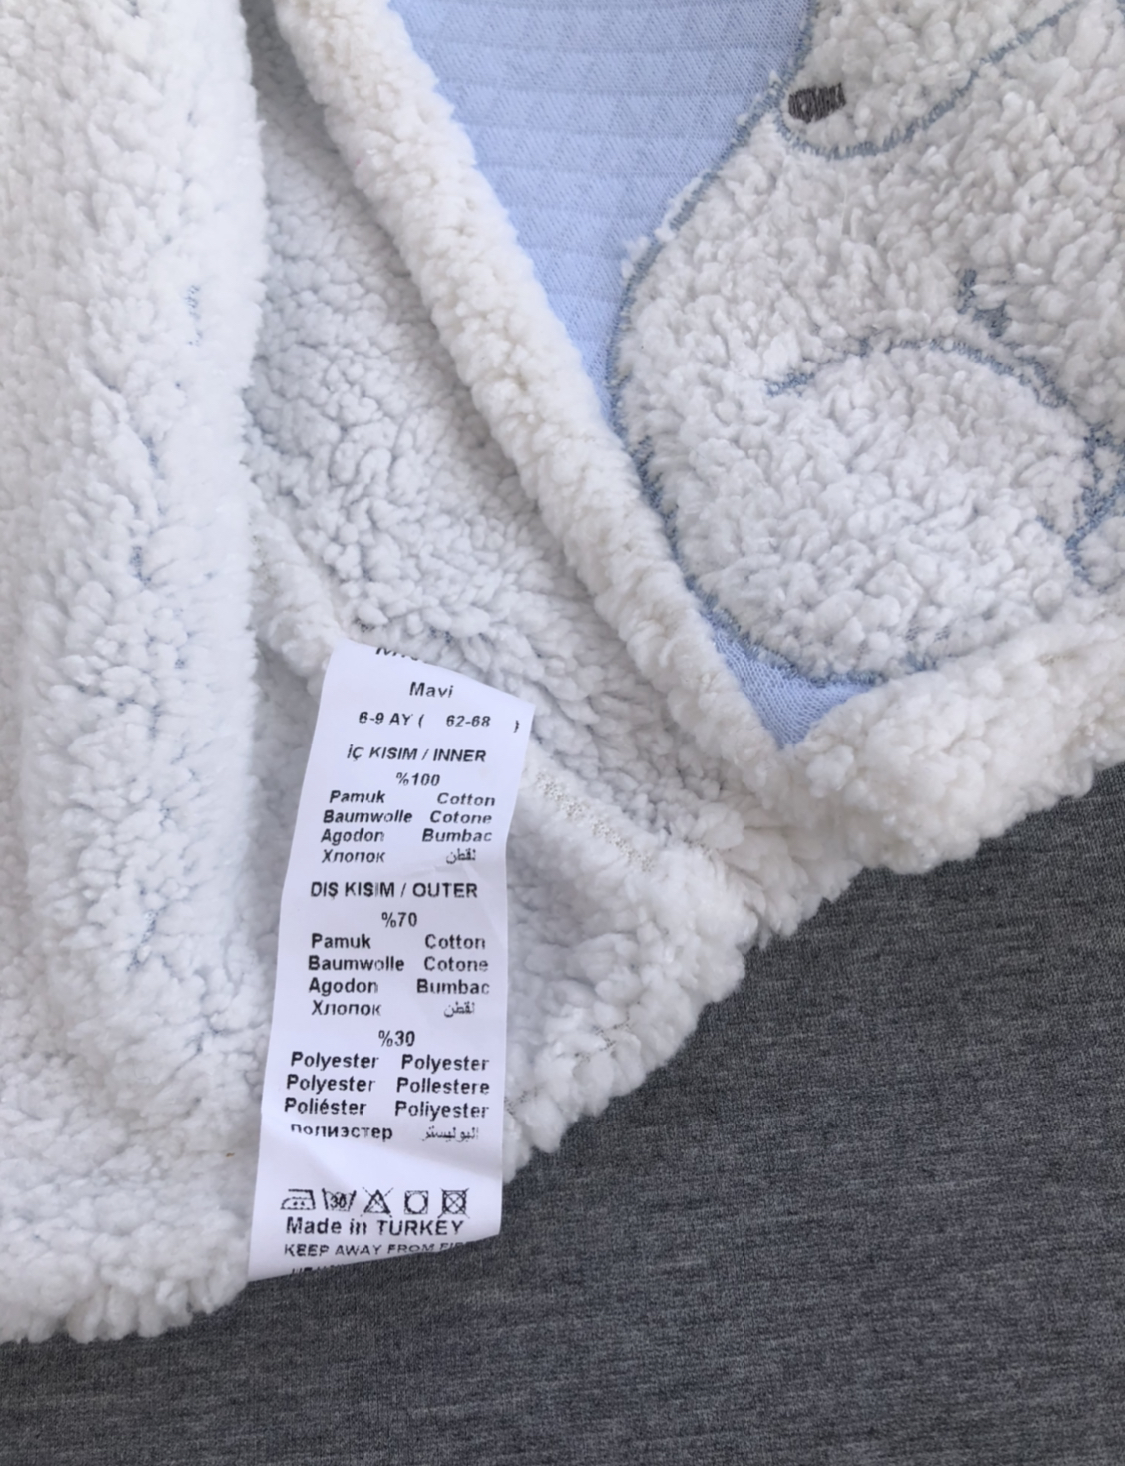 Mavi
6-9 AY ( 62-68 )
İÇ KISIM / INNER
%100
Pamuk Cotton
Baumwolle Cotone
Agodon Bumbac
Хлопок نقطن
DIŞ KISIM / OUTER
%70
Pamuk Cotton
Baumwolle Cotone
Agodon Bumbac
Хлопок نقطن
%30
Polyester Polyester
Polyester Pollestere
Poliéster Poliyester
полиэстер البوليستر
30
Made in TURKEY
KEEP AWAY FROM